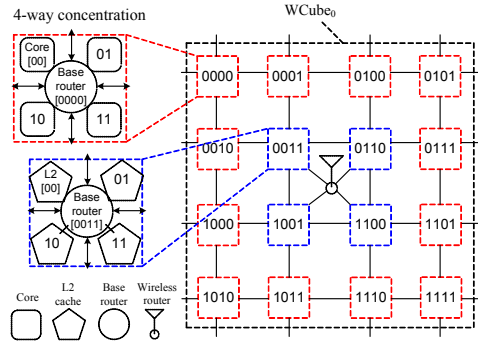 4-way concentration
WCube0
Core
[00]
01
Base
router
[0000]
10
11
L2
[00]
01
Base
router
[0011]
10
11
0000 0001 0100 0101
0010 0011 0110 0111
1000 1001 1100 1101
1010 1011 1110 1111
Core
L2
cache
Base
router
Wireless
router